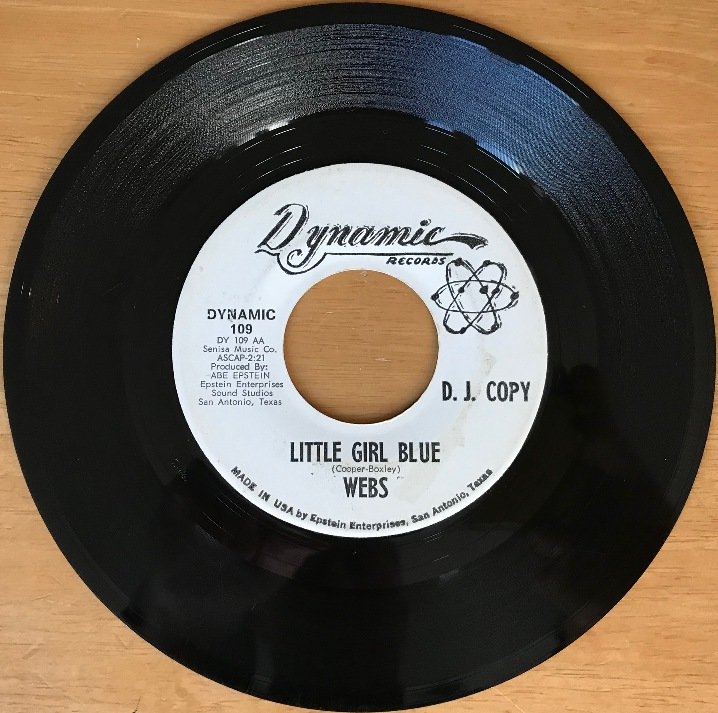 Dynamic
RECORDS
DYNAMIC
109
DY 109 AA
Senisa Music Co.
ASCAP-2:21
Produced By:
ABE EPSTEIN
Epstein Enterprises
Sound Studios
San Antonio, Texas
D. J. COPY
LITTLE GIRL BLUE
(Cooper-Boxley)
WEBS
MADE IN USA by Epstein Enterprises, San Antonio, Texas